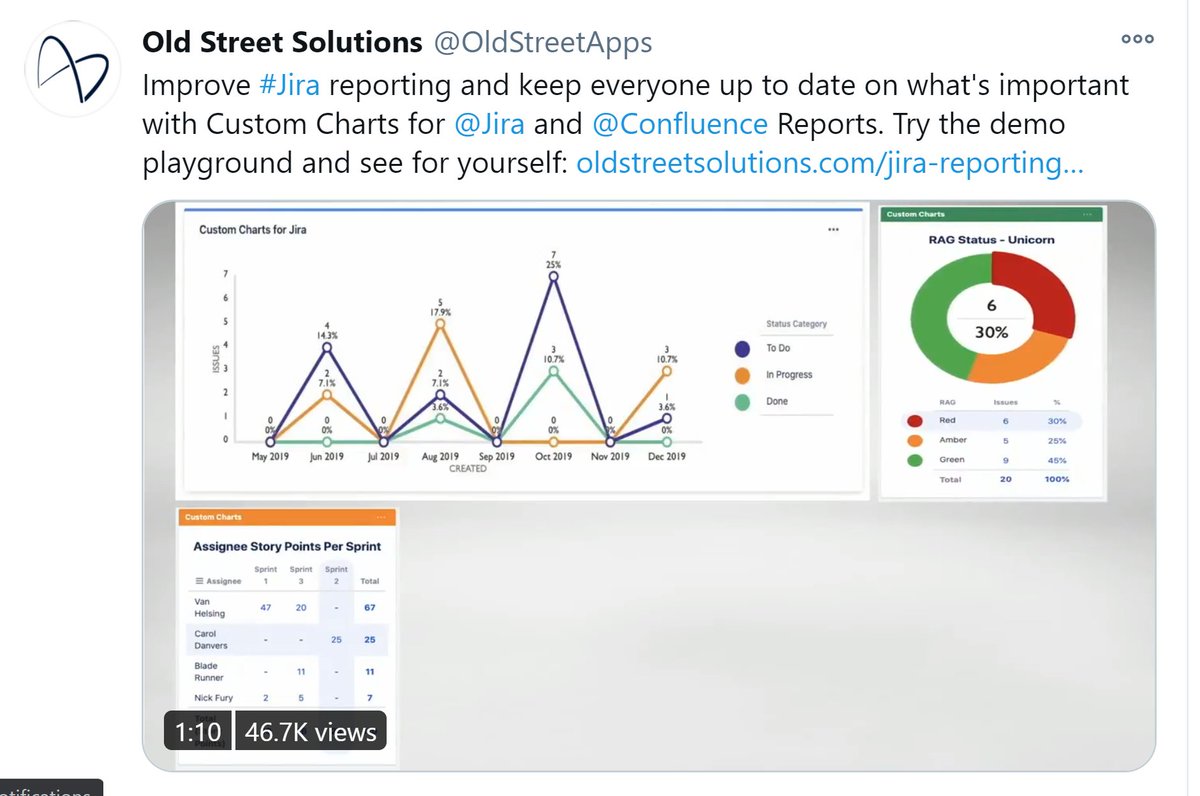 Old Street Solutions @OldStreetApps
Improve #Jira reporting and keep everyone up to date on what's important
with Custom Charts for @Jira and @Confluence Reports. Try the demo
playground and see for yourself: oldstreetsolutions.com/jira-reporting...
Custom Charts for Jira
7
6
5
4
3
2
1
0
ISSUES
0
0%
4
14.3%
2
7.1%
0
0%
0
0%
5
17.9%
2
7.1%
3.6%
0
0%
7
25%
3
10.7%
0
0%
0
0%
3
10.7%
1
3.6%
0%
May 2019 Jun 2019 Jul 2019 Aug 2019 Sep 2019 Oct 2019 Nov 2019 Dec 2019
CREATED
Status Category
To Do
In Progress
Done
Custom Charts
RAG Status - Unicorn
6
30%
RAG Issues %
Red 6 30%
Amber 5 25%
Green 9 45%
Total 20 100%
Custom Charts
Assignee Story Points Per Sprint
Sprint Sprint Sprint
Assignee 1 3 2 Total
Van
Helsing 47 20 - 67
Carol
Danvers - - 25 25
Blade
Runner - 11 - 11
Nick Fury 2 5 - 7
1:10 46.7K views